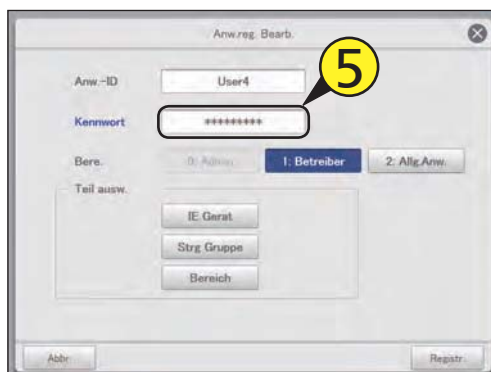 Anw.reg. Bearb.
5
Anw.-ID User4
Kennwort *********
Bere. 0: Admin. 1: Betreiber 2: Allg.Anw.
Teil ausw.
IE Gerät
Strg Gruppe
Bereich
Abbr. Registr.